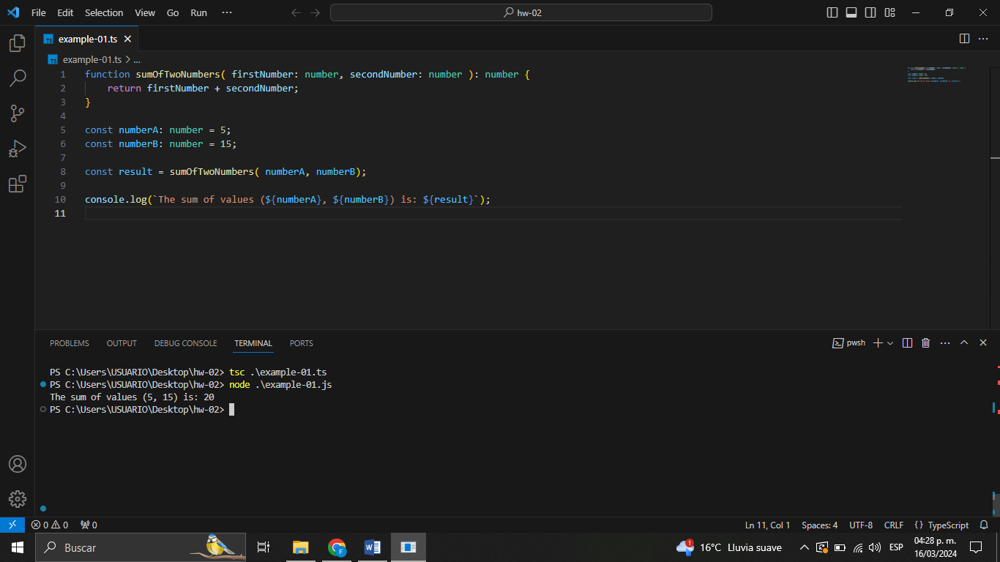 File Edit Selection View Go Run ···
hw-02
TS example-01.ts
TS example-01.ts > ...
1 function sumOfTwoNumbers( firstNumber: number, secondNumber: number ): number {
2     return firstNumber + secondNumber;
3 }
4
5 const numberA: number = 5;
6 const numberB: number = 15;
7
8 const result = sumOfTwoNumbers( numberA, numberB);
9
10 console.log(`The sum of values (${numberA}, ${numberB}) is: ${result}`);
11
PROBLEMS OUTPUT DEBUG CONSOLE TERMINAL PORTS
pwsh
PS C:\Users\USUARIO\Desktop\hw-02> tsc .\example-01.ts
PS C:\Users\USUARIO\Desktop\hw-02> node .\example-01.js
The sum of values (5, 15) is: 20
PS C:\Users\USUARIO\Desktop\hw-02>
0 0 0
Ln 11, Col 1 Spaces: 4 UTF-8 CRLF {} TypeScript
Buscar
F
W
1
16°C Lluvia suave
ESP
04:28 p. m.
16/03/2024